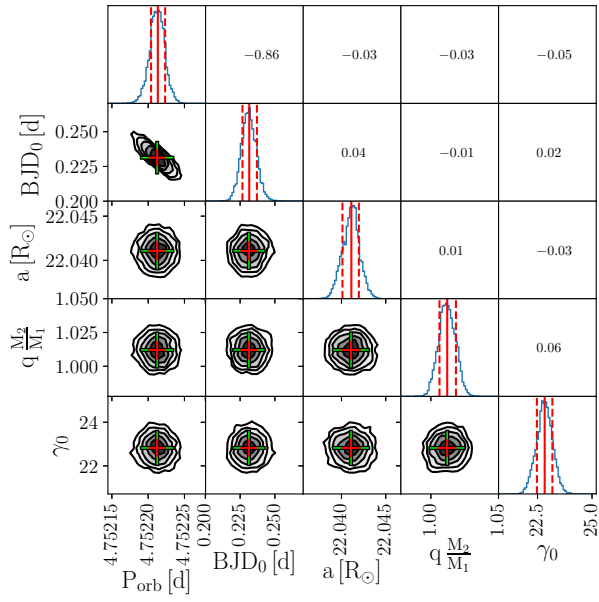 −0.86 −0.03 −0.03 −0.05
BJD₀ [d] 0.250 0.225 0.200 0.04 −0.01 0.02
a [R⊙] 22.045 22.040 0.01 −0.03
q M₂/M₁ 1.050 1.025 1.000 0.06
γ₀ 24 22
4.75215 4.75220 4.75225 0.200 0.225 0.250 22.040 22.045 1.00 1.05 22.5 25.0
P_orb [d] BJD₀ [d] a [R⊙] q M₂/M₁ γ₀